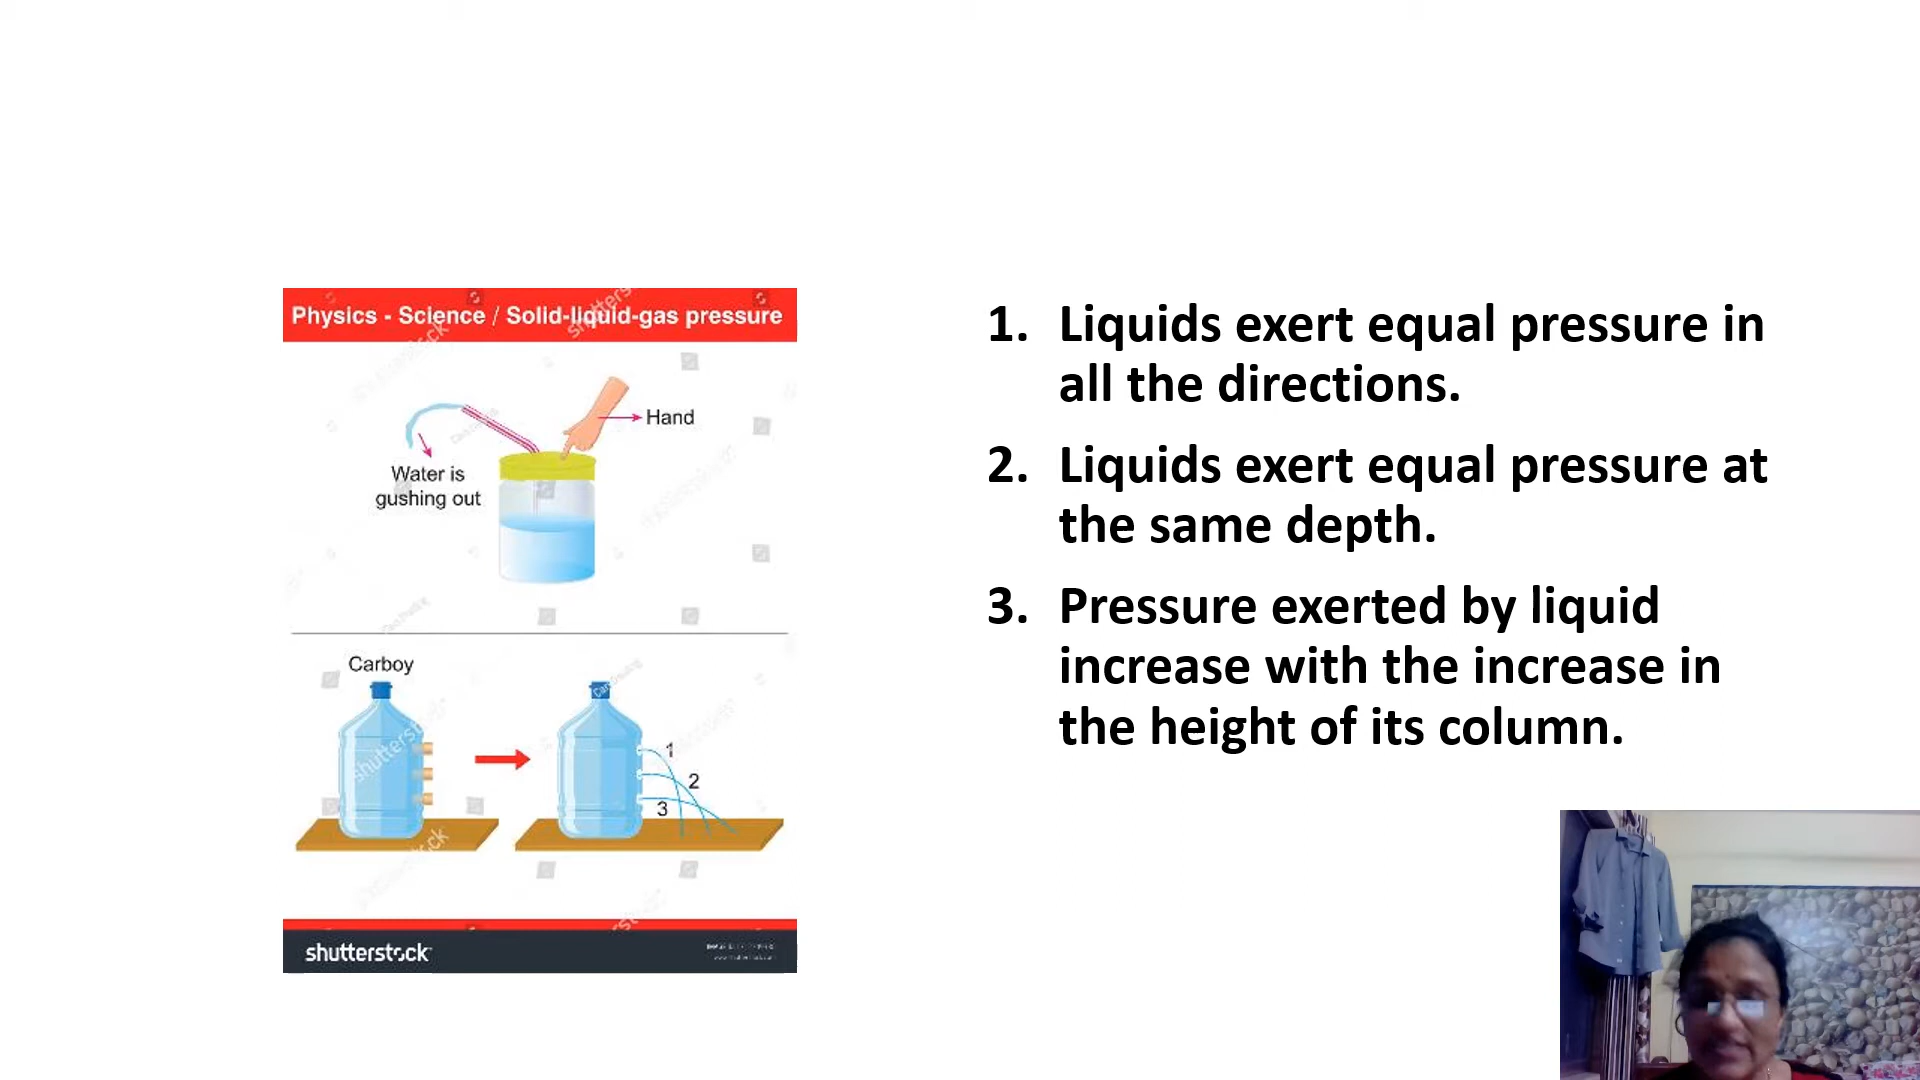 Physics - Science / Solid-liquid-gas pressure
Hand
Water is
gushing out
Carboy
1
2
3
shutterstock
1. Liquids exert equal pressure in
all the directions.
2. Liquids exert equal pressure at
the same depth.
3. Pressure exerted by liquid
increase with the increase in
the height of its column.